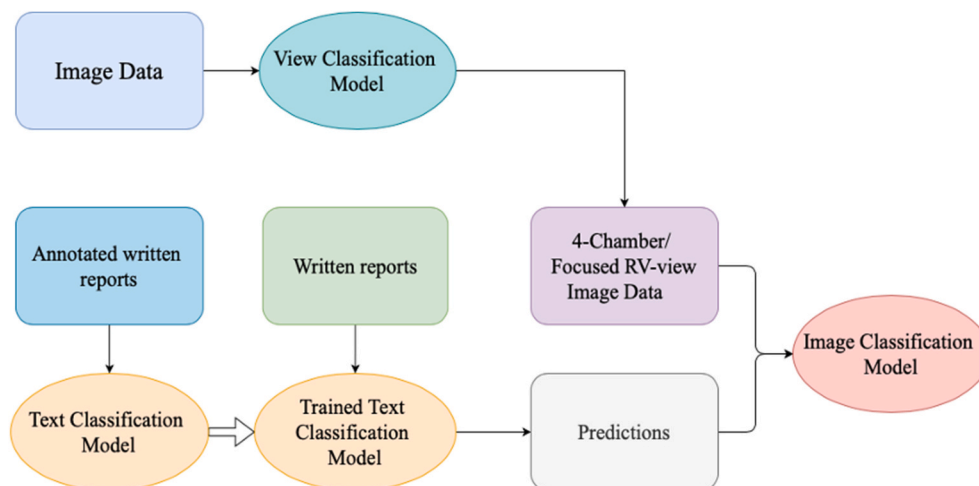 Image Data
View Classification
Model
Annotated written
reports
Written reports
4-Chamber/
Focused RV-view
Image Data
Image Classification
Model
Text Classification
Model
Trained Text
Classification
Model
Predictions